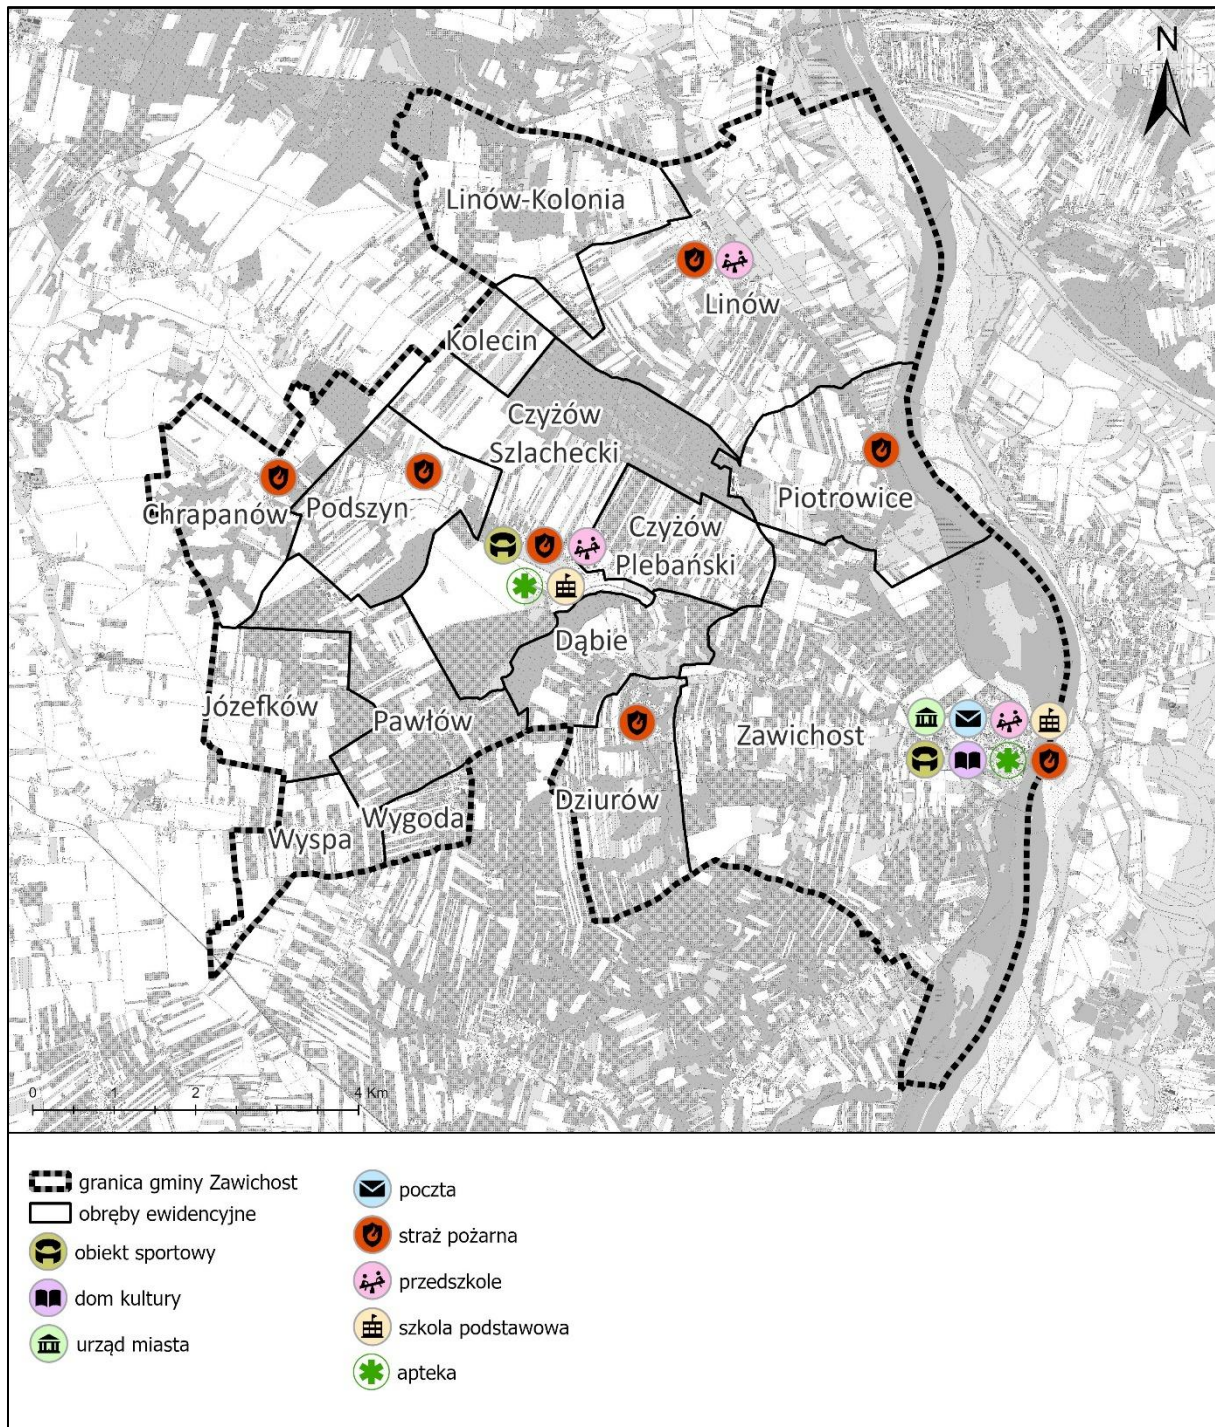 N
Linów-Kolonia
Linów
Kolecin
Czyżów
Szlachecki
Piotrowice
Chrapanów
Podszyn
Czyżów
Plebański
Dąbie
Józefków
Pawłów
Zawichost
Dziurów
Wygoda
Wyspa
0 1 2 4 Km
granica gminy Zawichost
obręby ewidencyjne
obiekt sportowy
dom kultury
urząd miasta
poczta
straż pożarna
przedszkole
szkola podstawowa
apteka